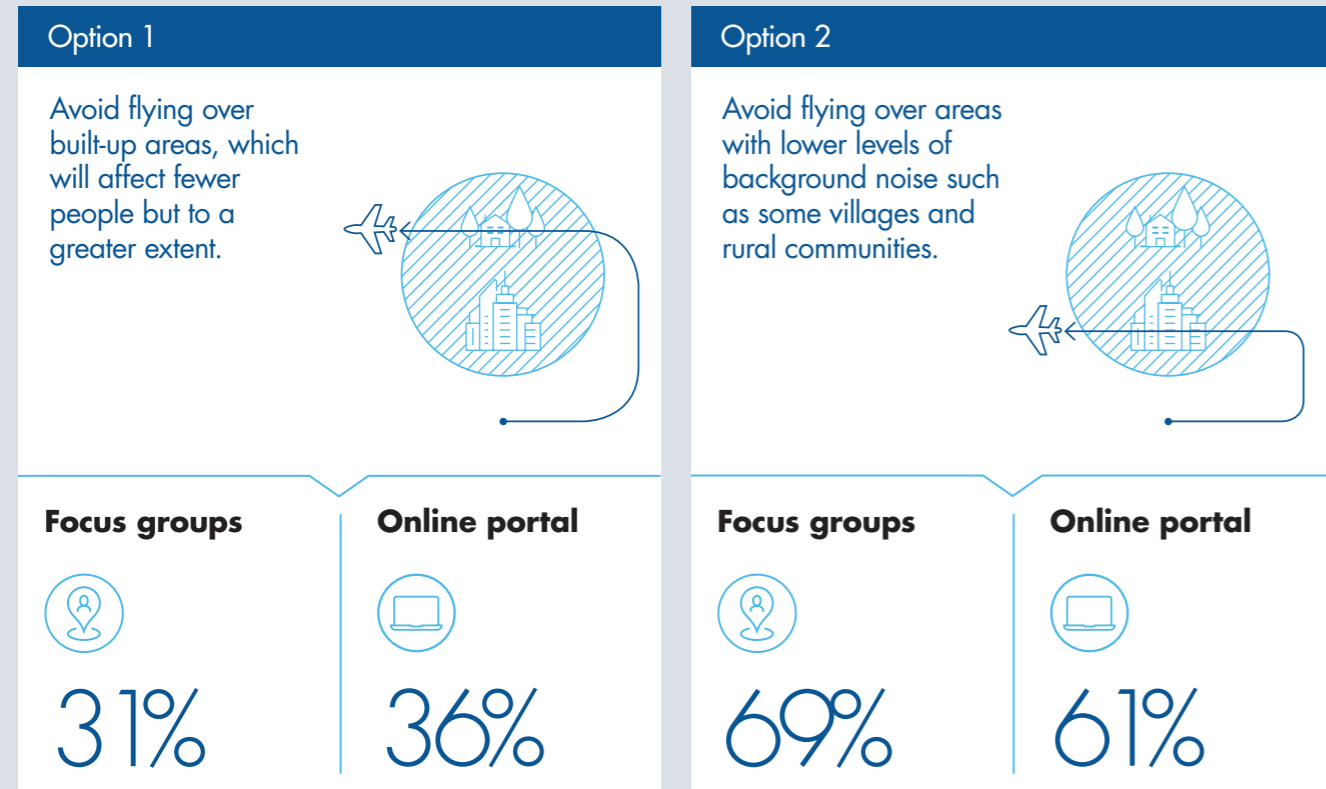 Option 1
Avoid flying over
built-up areas, which
will affect fewer
people but to a
greater extent.
Focus groups
Online portal
31%
36%
Option 2
Avoid flying over areas
with lower levels of
background noise such
as some villages and
rural communities.
Focus groups
Online portal
69%
61%